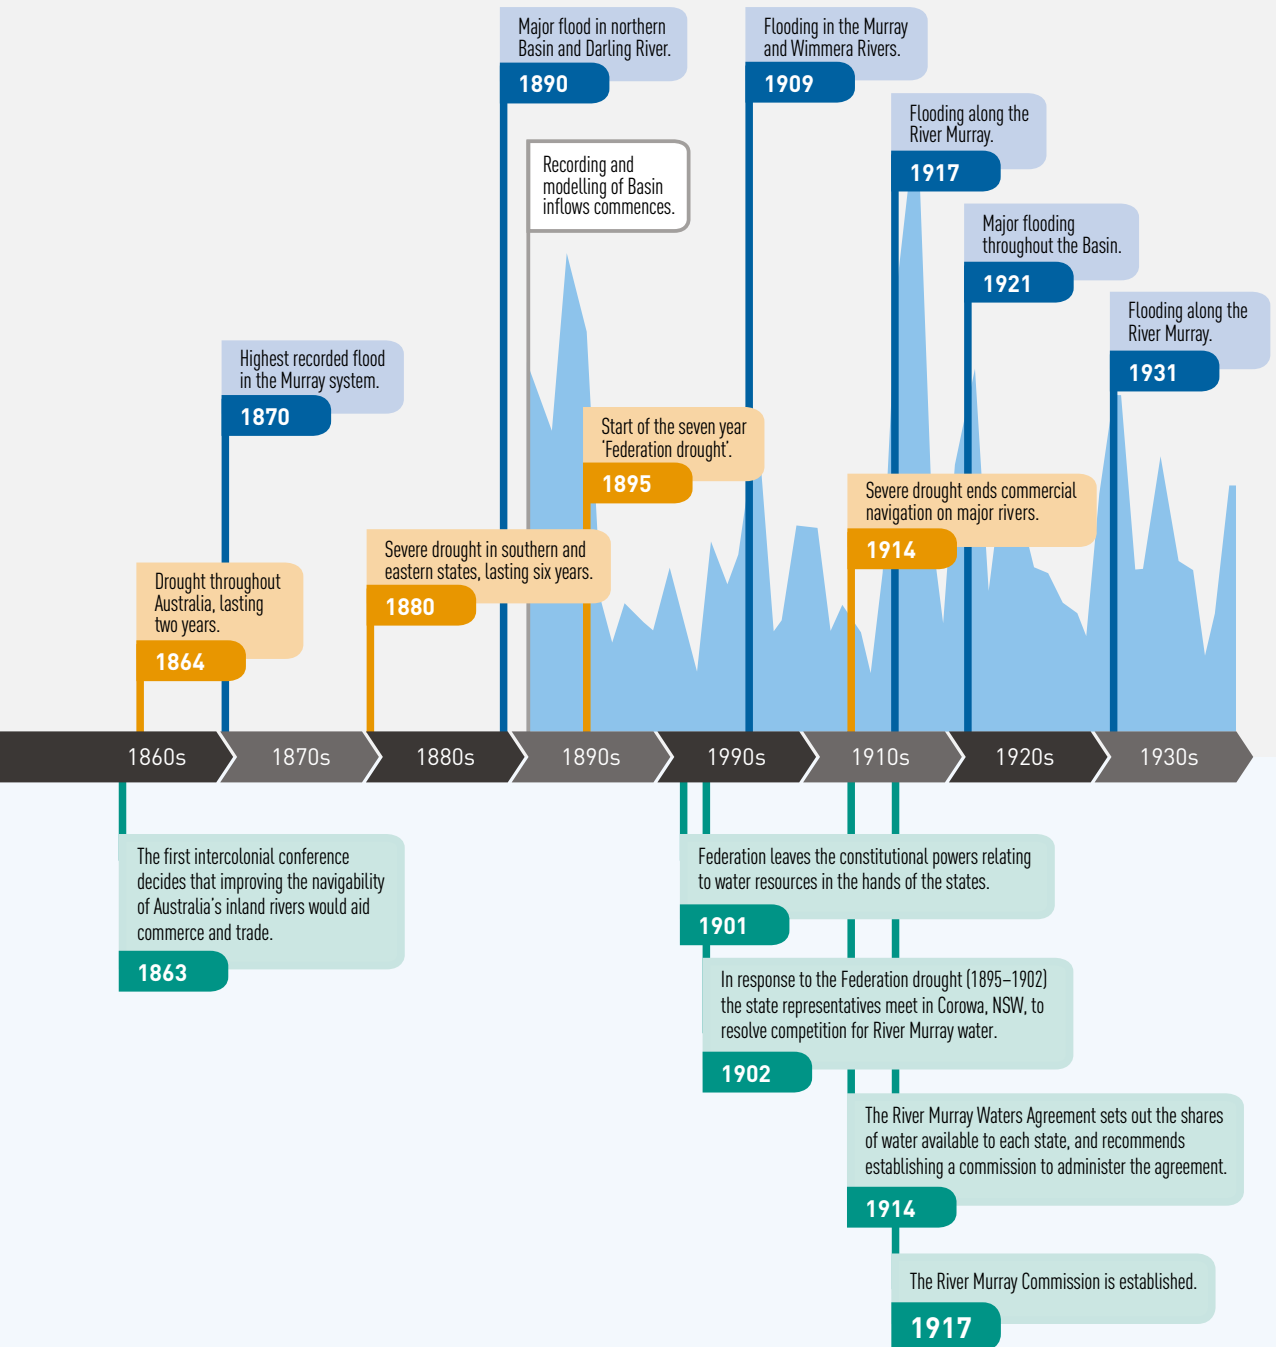 Major flood in northern
Basin and Darling River.
1890
Flooding in the Murray
and Wimmera Rivers.
1909
Flooding along the
River Murray.
1917
Recording and
modelling of Basin
inflows commences.
Major flooding
throughout the Basin.
1921
Flooding along the
River Murray.
1931
Highest recorded flood
in the Murray system.
1870
Start of the seven year
'Federation drought'.
1895
Severe drought ends commercial
navigation on major rivers.
1914
Severe drought in southern and
eastern states, lasting six years.
1880
Drought throughout
Australia, lasting
two years.
1864
1860s
1870s
1880s
1890s
1990s
1910s
1920s
1930s
The first intercolonial conference
decides that improving the navigability
of Australia's inland rivers would aid
commerce and trade.
1863
Federation leaves the constitutional powers relating
to water resources in the hands of the states.
1901
In response to the Federation drought (1895–1902)
the state representatives meet in Corowa, NSW, to
resolve competition for River Murray water.
1902
The River Murray Waters Agreement sets out the shares
of water available to each state, and recommends
establishing a commission to administer the agreement.
1914
The River Murray Commission is established.
1917